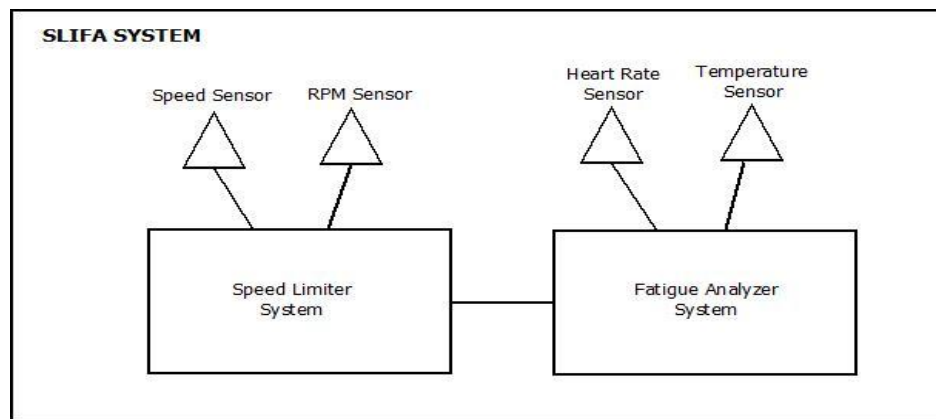 SLIFA SYSTEM
Speed Sensor
RPM Sensor
Heart Rate
Sensor
Temperature
Sensor
Speed Limiter
System
Fatigue Analyzer
System